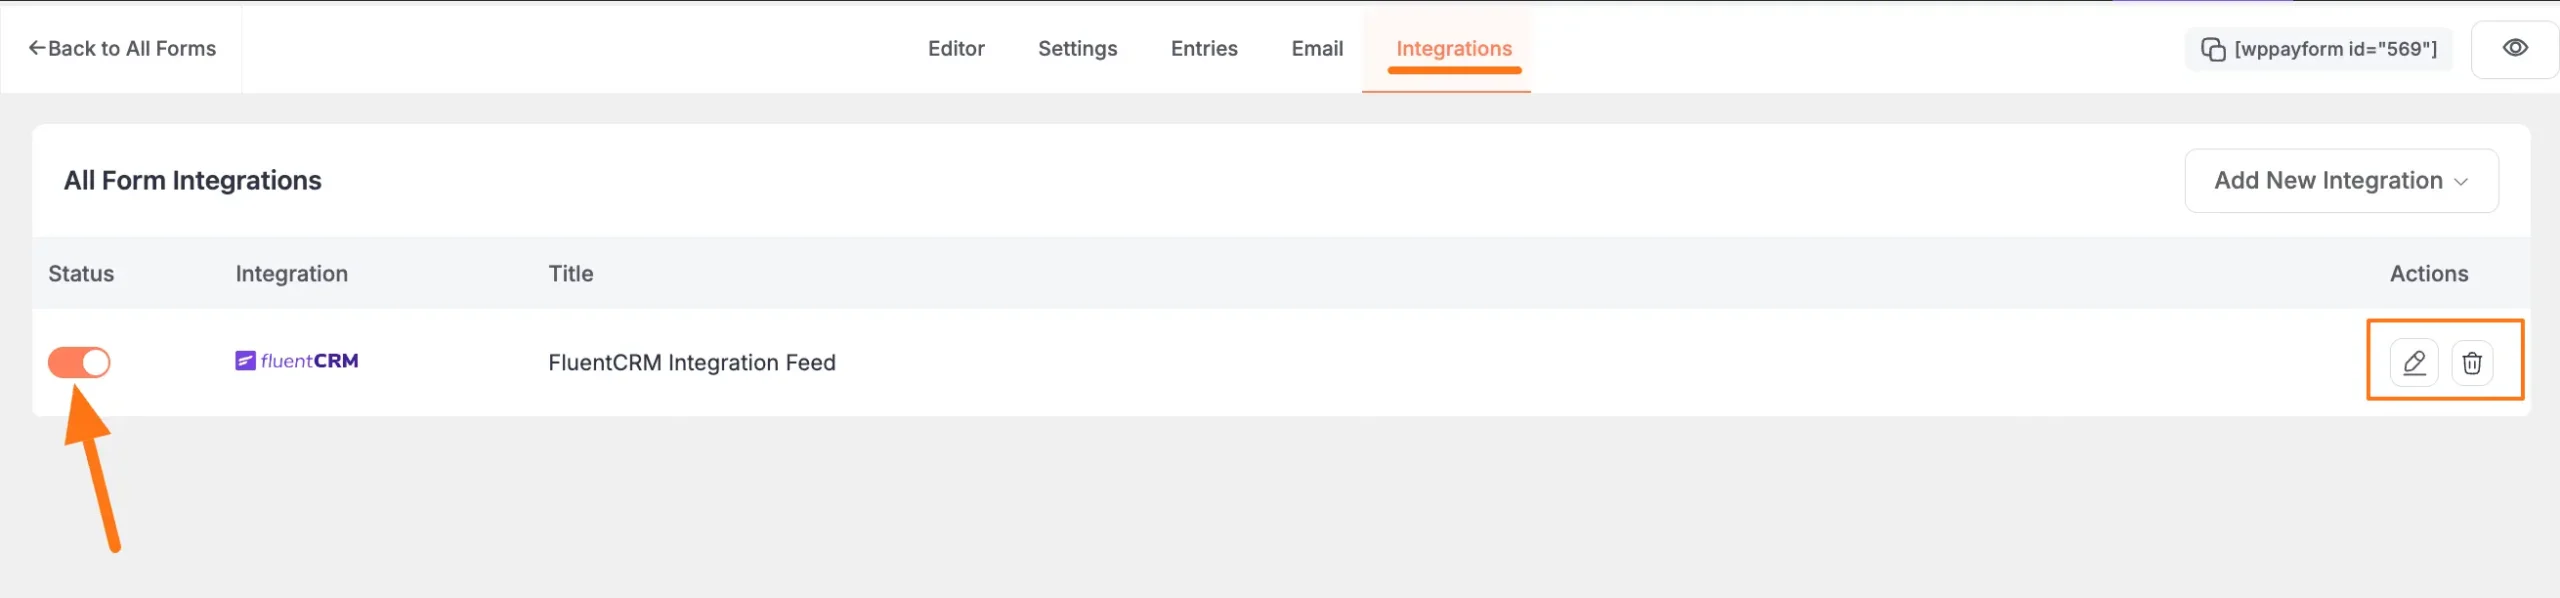 Back to All Forms
Editor
Settings
Entries
Email
Integrations
[wppayform id="569"]
All Form Integrations
Add New Integration
Status
Integration
Title
Actions
fluentCRM
FluentCRM Integration Feed